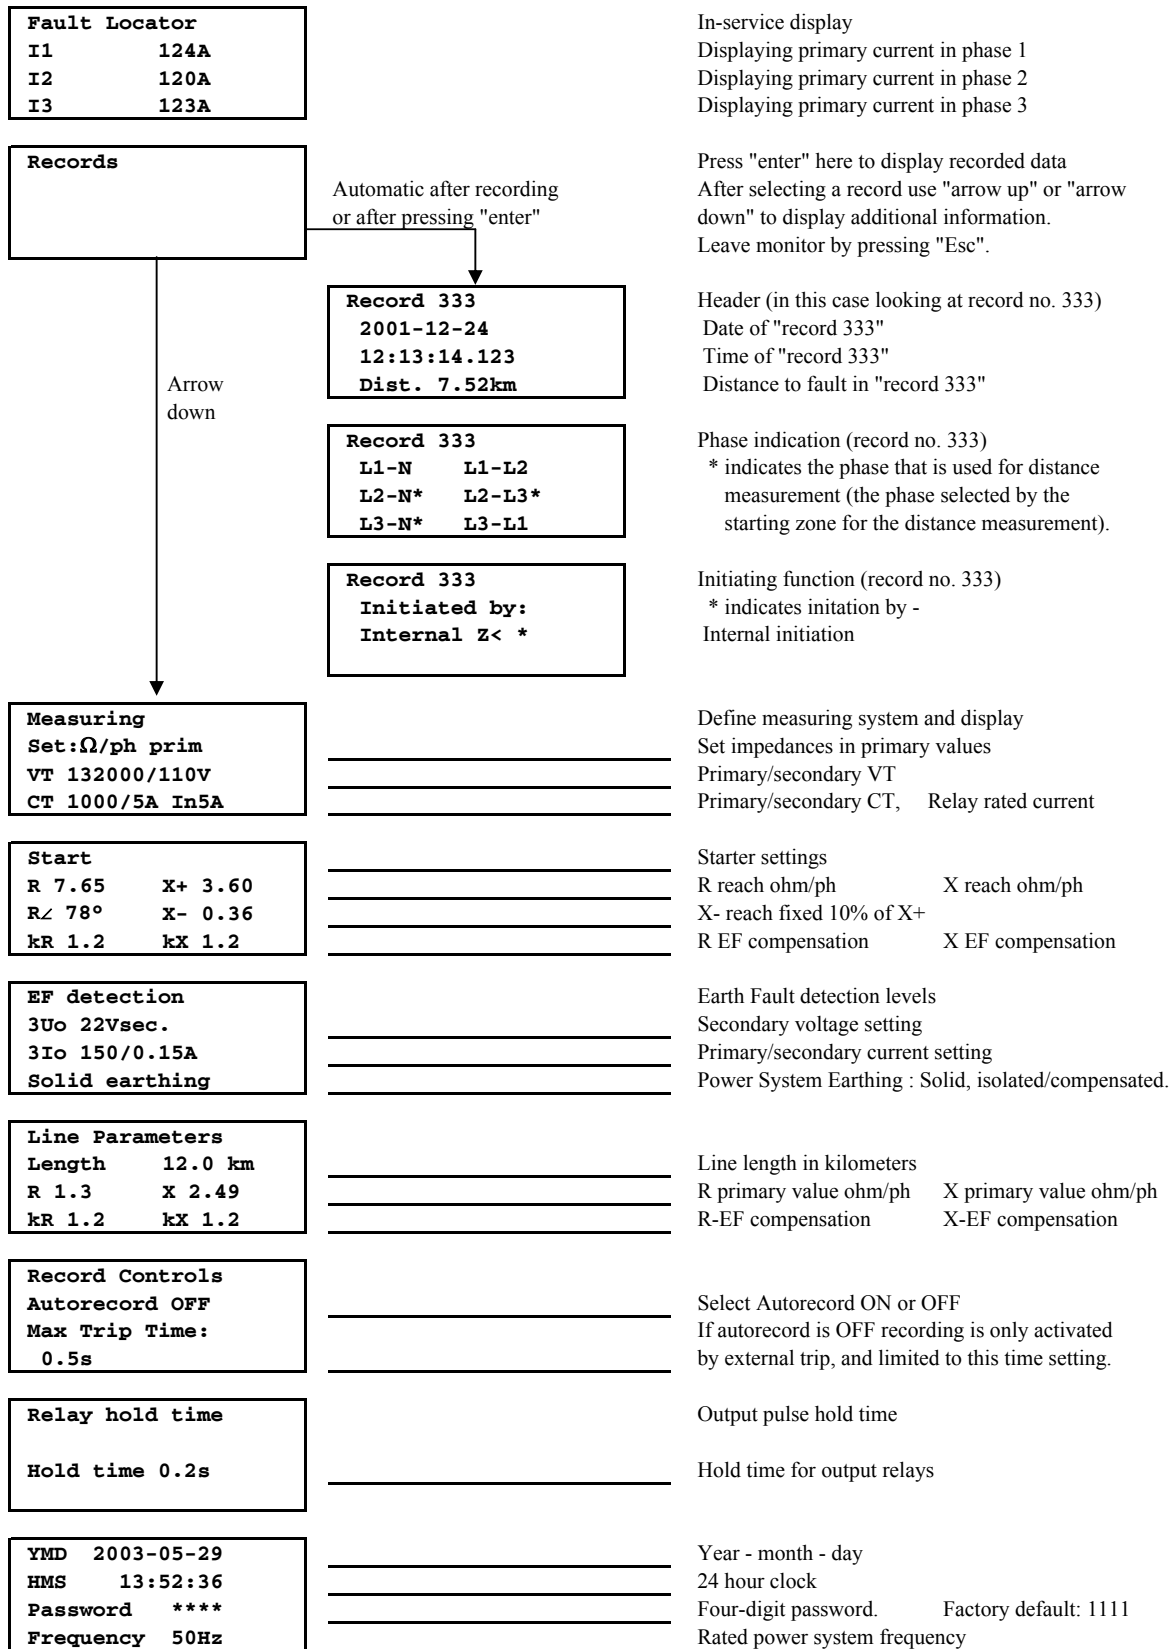 Fault Locator
I1 124A
I2 120A
I3 123A
In-service display
Displaying primary current in phase 1
Displaying primary current in phase 2
Displaying primary current in phase 3
Records
Automatic after recording
or after pressing "enter"
Press "enter" here to display recorded data
After selecting a record use "arrow up" or "arrow
down" to display additional information.
Leave monitor by pressing "Esc".
Arrow
down
Record 333
2001-12-24
12:13:14.123
Dist. 7.52km
Header (in this case looking at record no. 333)
Date of "record 333"
Time of "record 333"
Distance to fault in "record 333"
Record 333
L1-N L1-L2
L2-N* L2-L3*
L3-N* L3-L1
Phase indication (record no. 333)
* indicates the phase that is used for distance
measurement (the phase selected by the
starting zone for the distance measurement).
Record 333
Initiated by:
Internal Z< *
Initiating function (record no. 333)
* indicates initation by -
Internal initiation
Measuring
Set:Ω/ph prim
VT 132000/110V
CT 1000/5A In5A
Define measuring system and display
Set impedances in primary values
Primary/secondary VT
Primary/secondary CT, Relay rated current
Start
R 7.65 X+ 3.60
R∠ 78º X- 0.36
kR 1.2 kX 1.2
Starter settings
R reach ohm/ph X reach ohm/ph
X- reach fixed 10% of X+
R EF compensation X EF compensation
EF detection
3Uo 22Vsec.
3Io 150/0.15A
Solid earthing
Earth Fault detection levels
Secondary voltage setting
Primary/secondary current setting
Power System Earthing : Solid, isolated/compensated.
Line Parameters
Length 12.0 km
R 1.3 X 2.49
kR 1.2 kX 1.2
Line length in kilometers
R primary value ohm/ph X primary value ohm/ph
R-EF compensation X-EF compensation
Record Controls
Autorecord OFF
Max Trip Time:
0.5s
Select Autorecord ON or OFF
If autorecord is OFF recording is only activated
by external trip, and limited to this time setting.
Relay hold time
Hold time 0.2s
Output pulse hold time
Hold time for output relays
YMD 2003-05-29
HMS 13:52:36
Password ****
Frequency 50Hz
Year - month - day
24 hour clock
Four-digit password. Factory default: 1111
Rated power system frequency